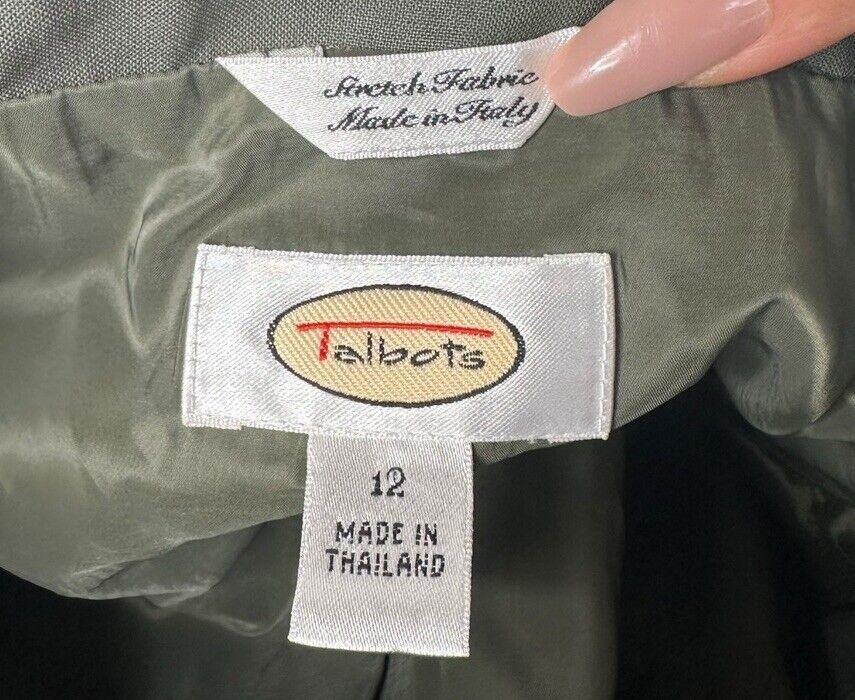 Stretch Fabric
Made in Italy
Talbots
12
MADE IN
THAILAND